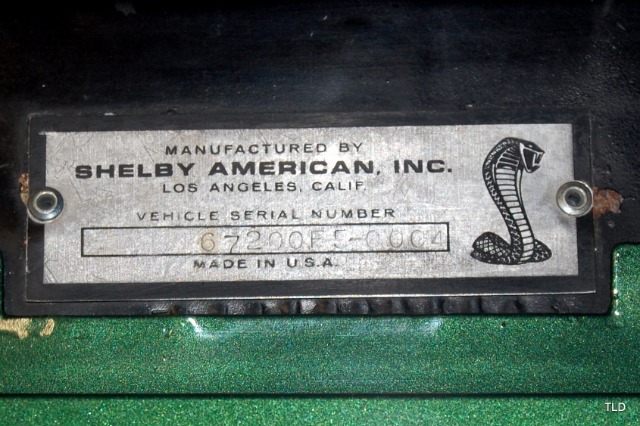 MANUFACTURED BY
SHELBY AMERICAN, INC.
LOS ANGELES, CALIF.
VEHICLE SERIAL NUMBER
MADE IN U.S.A.
TLD